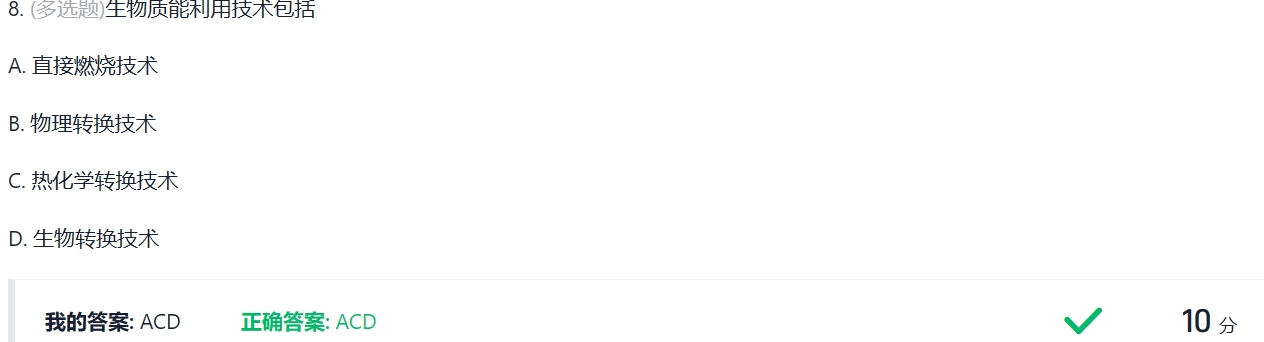 8. (多选题)生物质能利用技术包括
A. 直接燃烧技术
B. 物理转换技术
C. 热化学转换技术
D. 生物转换技术
我的答案: ACD 正确答案: ACD 10 分